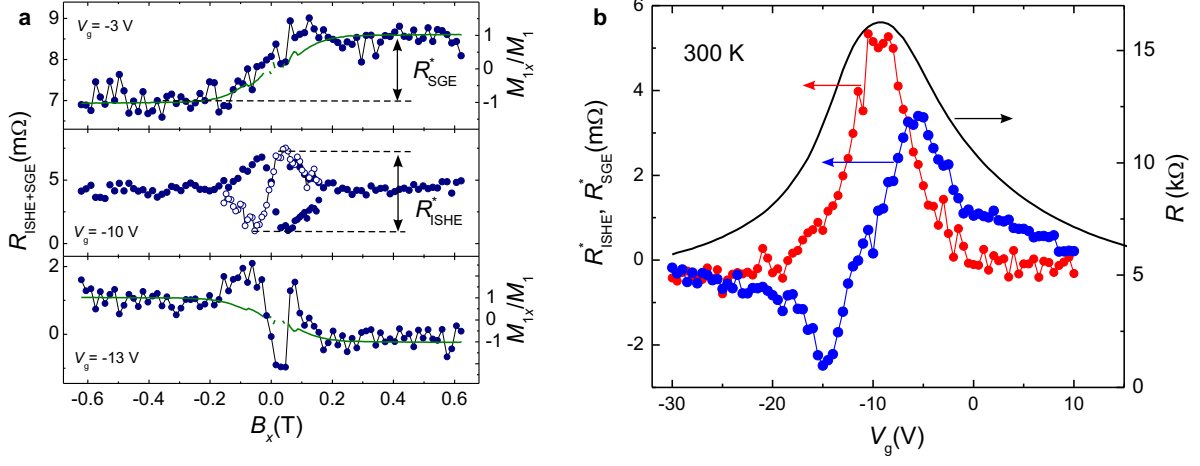 a
V_g = -3 V
9
8
7
R*_SGE
1
0
-1
M_1x/M_1
R_ISHE+SGE(mΩ)
5
0
V_g = -10 V
R*_ISHE
2
0
V_g = -13 V
1
0
-1
M_1x/M_1
-0.6 -0.4 -0.2 0.0 0.2 0.4 0.6
B_x(T)
b
300 K
6
4
2
0
-2
R*_ISHE, R*_SGE(mΩ)
15
10
5
0
R (kΩ)
-30 -20 -10 0 10
V_g(V)